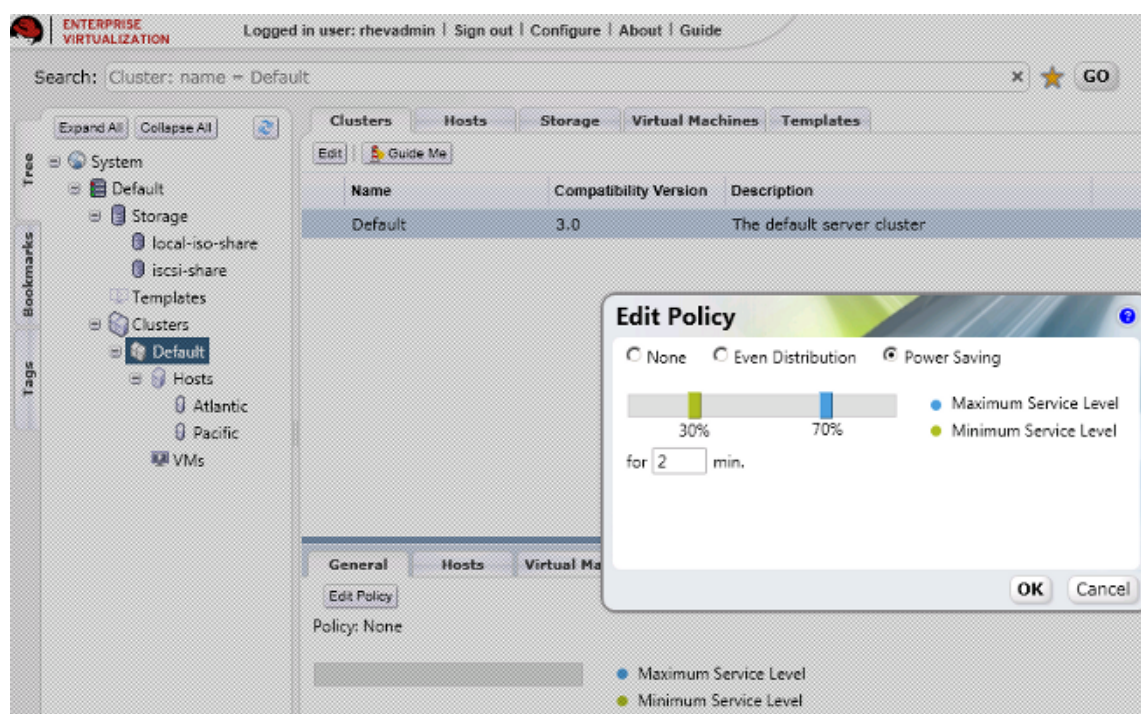 ENTERPRISE
VIRTUALIZATION
Logged in user: rhevadmin | Sign out | Configure | About | Guide
Search: Cluster: name = Default
GO
Expand All Collapse All
Clusters Hosts Storage Virtual Machines Templates
Edit Guide Me
Tree
Bookmarks
Tags
System
Default
Storage
local-iso-share
iscsi-share
Templates
Clusters
Default
Hosts
Atlantic
Pacific
VMs
Name Compatibility Version Description
Default 3.0 The default server cluster
Edit Policy
None Even Distribution Power Saving
30% 70%
Maximum Service Level
Minimum Service Level
for 2 min.
OK Cancel
General Hosts Virtual Ma
Edit Policy
Policy: None
Maximum Service Level
Minimum Service Level